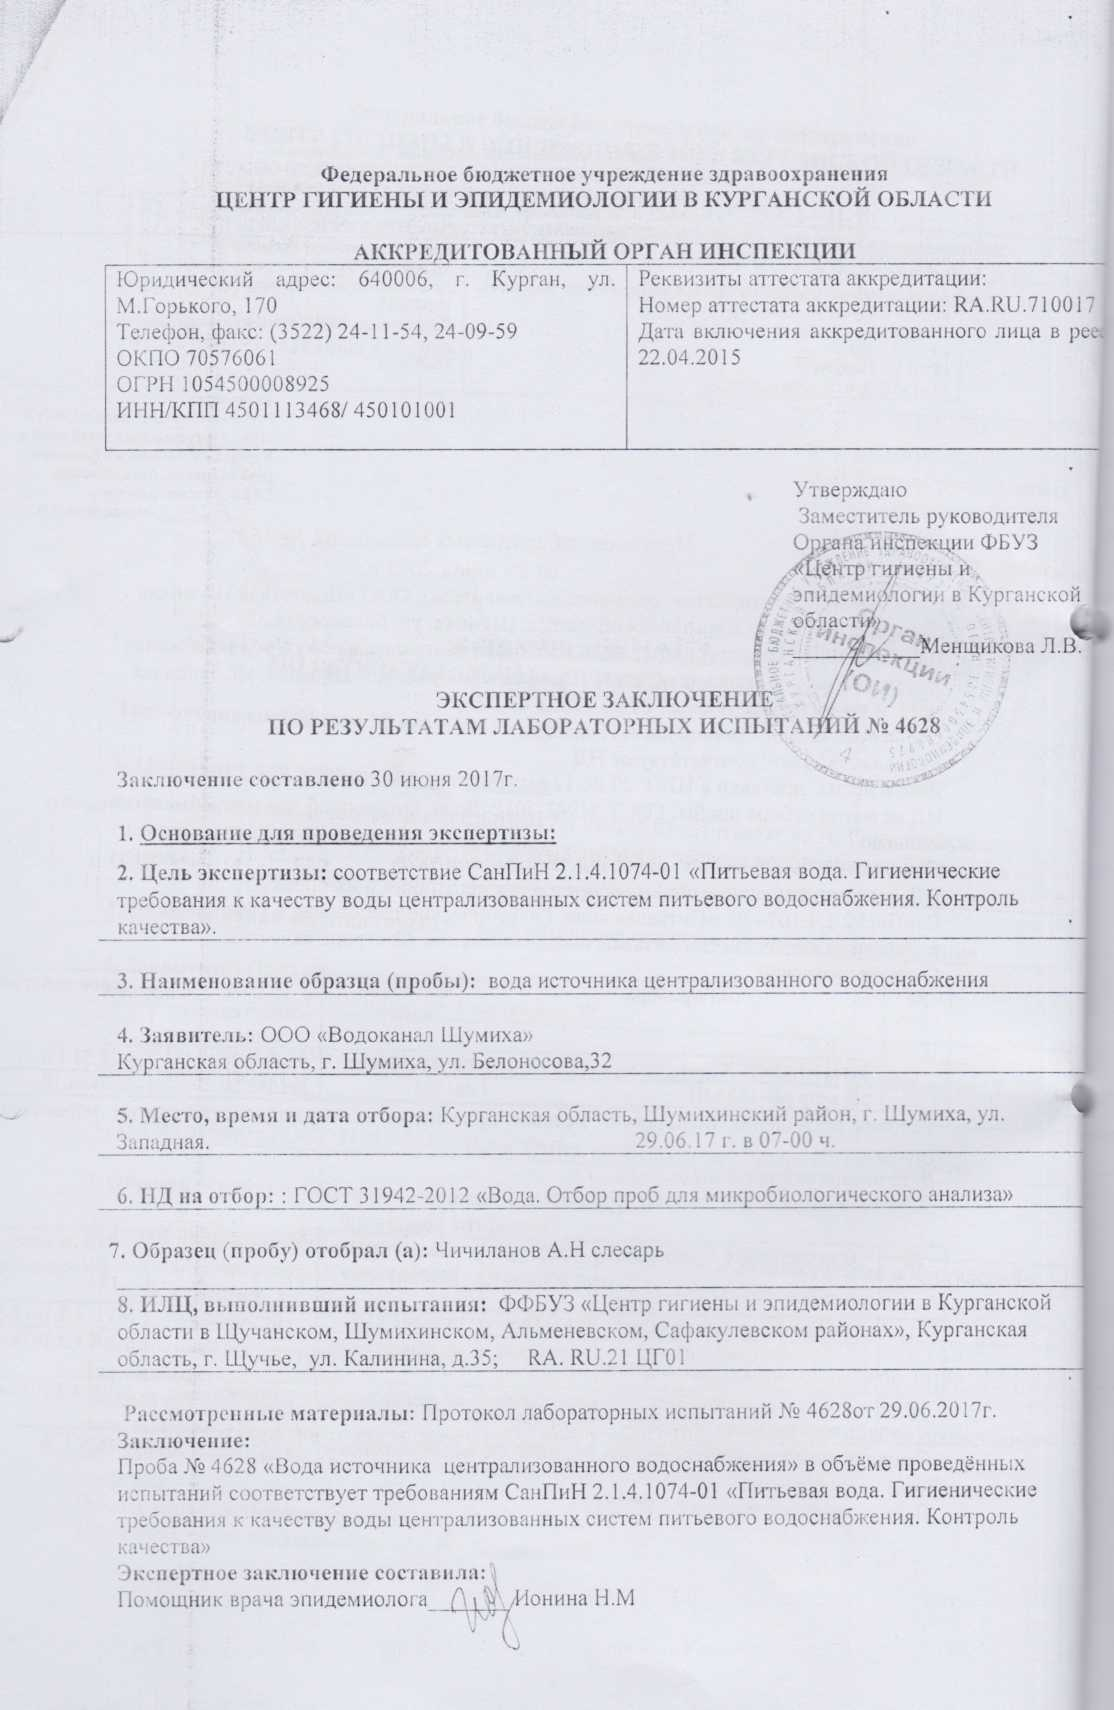 Федеральное бюджетное учреждение здравоохранения
ЦЕНТР ГИГИЕНЫ И ЭПИДЕМИОЛОГИИ В КУРГАНСКОЙ ОБЛАСТИ
АККРЕДИТОВАННЫЙ ОРГАН ИНСПЕКЦИИ
Юридический адрес: 640006, г. Курган, ул.
М.Горького, 170
Телефон, факс: (3522) 24-11-54, 24-09-59
ОКПО 70576061
ОГРН 1054500008925
ИНН/КПП 4501113468/ 450101001
Реквизиты аттестата аккредитации:
Номер аттестата аккредитации: RA.RU.710017
Дата включения аккредитованного лица в рее
22.04.2015
Утверждаю
Заместитель руководителя
Органа инспекции ФБУЗ
«Центр гигиены и
эпидемиологии в Курганской
области»
Менщикова Л.В.
Орган
инспекции
(ОИ)
4
ЭКСПЕРТНОЕ ЗАКЛЮЧЕНИЕ
ПО РЕЗУЛЬТАТАМ ЛАБОРАТОРНЫХ ИСПЫТАНИЙ № 4628
Заключение составлено 30 июня 2017г.
1. Основание для проведения экспертизы:
2. Цель экспертизы: соответствие СанПиН 2.1.4.1074-01 «Питьевая вода. Гигиенические
требования к качеству воды централизованных систем питьевого водоснабжения. Контроль
качества».
3. Наименование образца (пробы): вода источника централизованного водоснабжения
4. Заявитель: ООО «Водоканал Шумиха»
Курганская область, г. Шумиха, ул. Белоносова,32
5. Место, время и дата отбора: Курганская область, Шумихинский район, г. Шумиха, ул.
Западная. 29.06.17 г. в 07-00 ч.
6. НД на отбор: : ГОСТ 31942-2012 «Вода. Отбор проб для микробиологического анализа»
7. Образец (пробу) отобрал (а): Чичиланов А.Н слесарь
8. ИЛЦ, выполнивший испытания: ФФБУЗ «Центр гигиены и эпидемиологии в Курганской
области в Щучанском, Шумихинском, Альменевском, Сафакулевском районах», Курганская
область, г. Щучье, ул. Калинина, д.35; RA. RU.21 ЦГ01
Рассмотренные материалы: Протокол лабораторных испытаний № 4628от 29.06.2017г.
Заключение:
Проба № 4628 «Вода источника централизованного водоснабжения» в объёме проведённых
испытаний соответствует требованиям СанПиН 2.1.4.1074-01 «Питьевая вода. Гигиенические
требования к качеству воды централизованных систем питьевого водоснабжения. Контроль
качества»
Экспертное заключение составила:
Помощник врача эпидемиолога Ионина Н.М